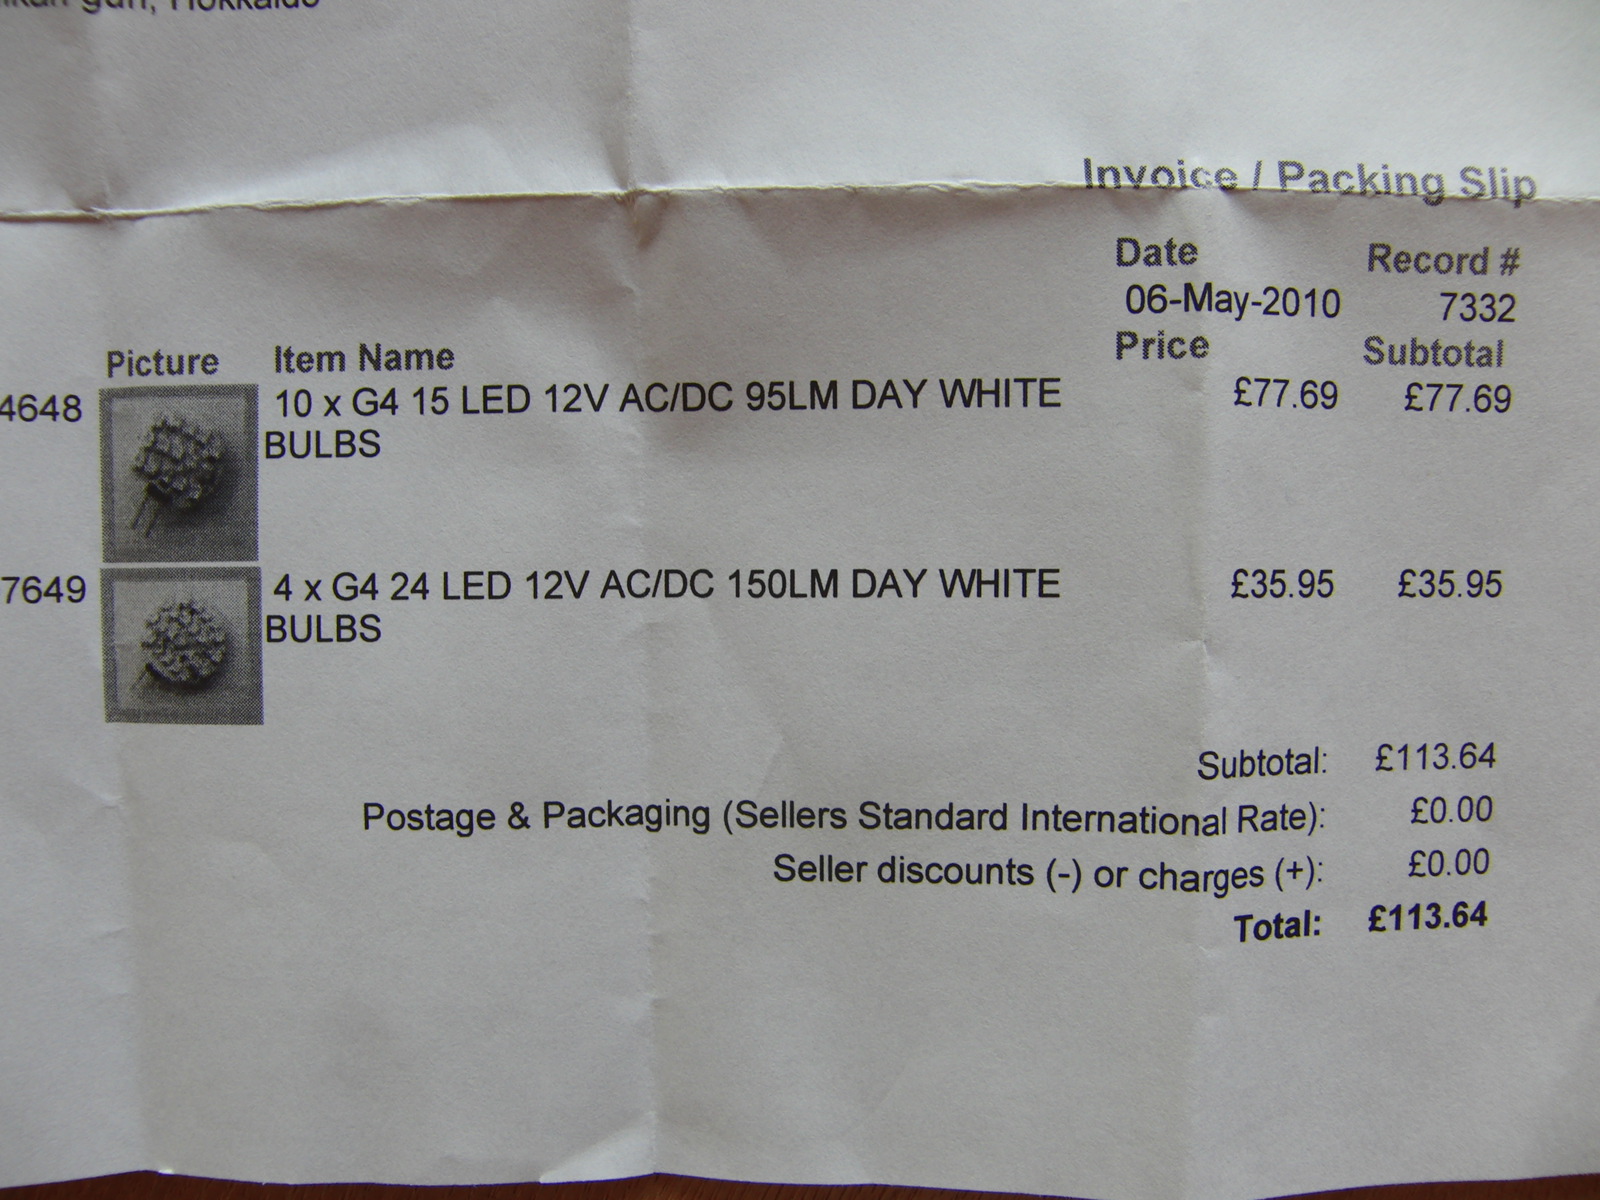 gun, Hokkaido
Invoice / Packing Slip
Date Record #
06-May-2010 7332
Picture Item Name Price Subtotal
4648 10 x G4 15 LED 12V AC/DC 95LM DAY WHITE £77.69 £77.69
BULBS
7649 4 x G4 24 LED 12V AC/DC 150LM DAY WHITE £35.95 £35.95
BULBS
Subtotal: £113.64
Postage & Packaging (Sellers Standard International Rate): £0.00
Seller discounts (-) or charges (+): £0.00
Total: £113.64